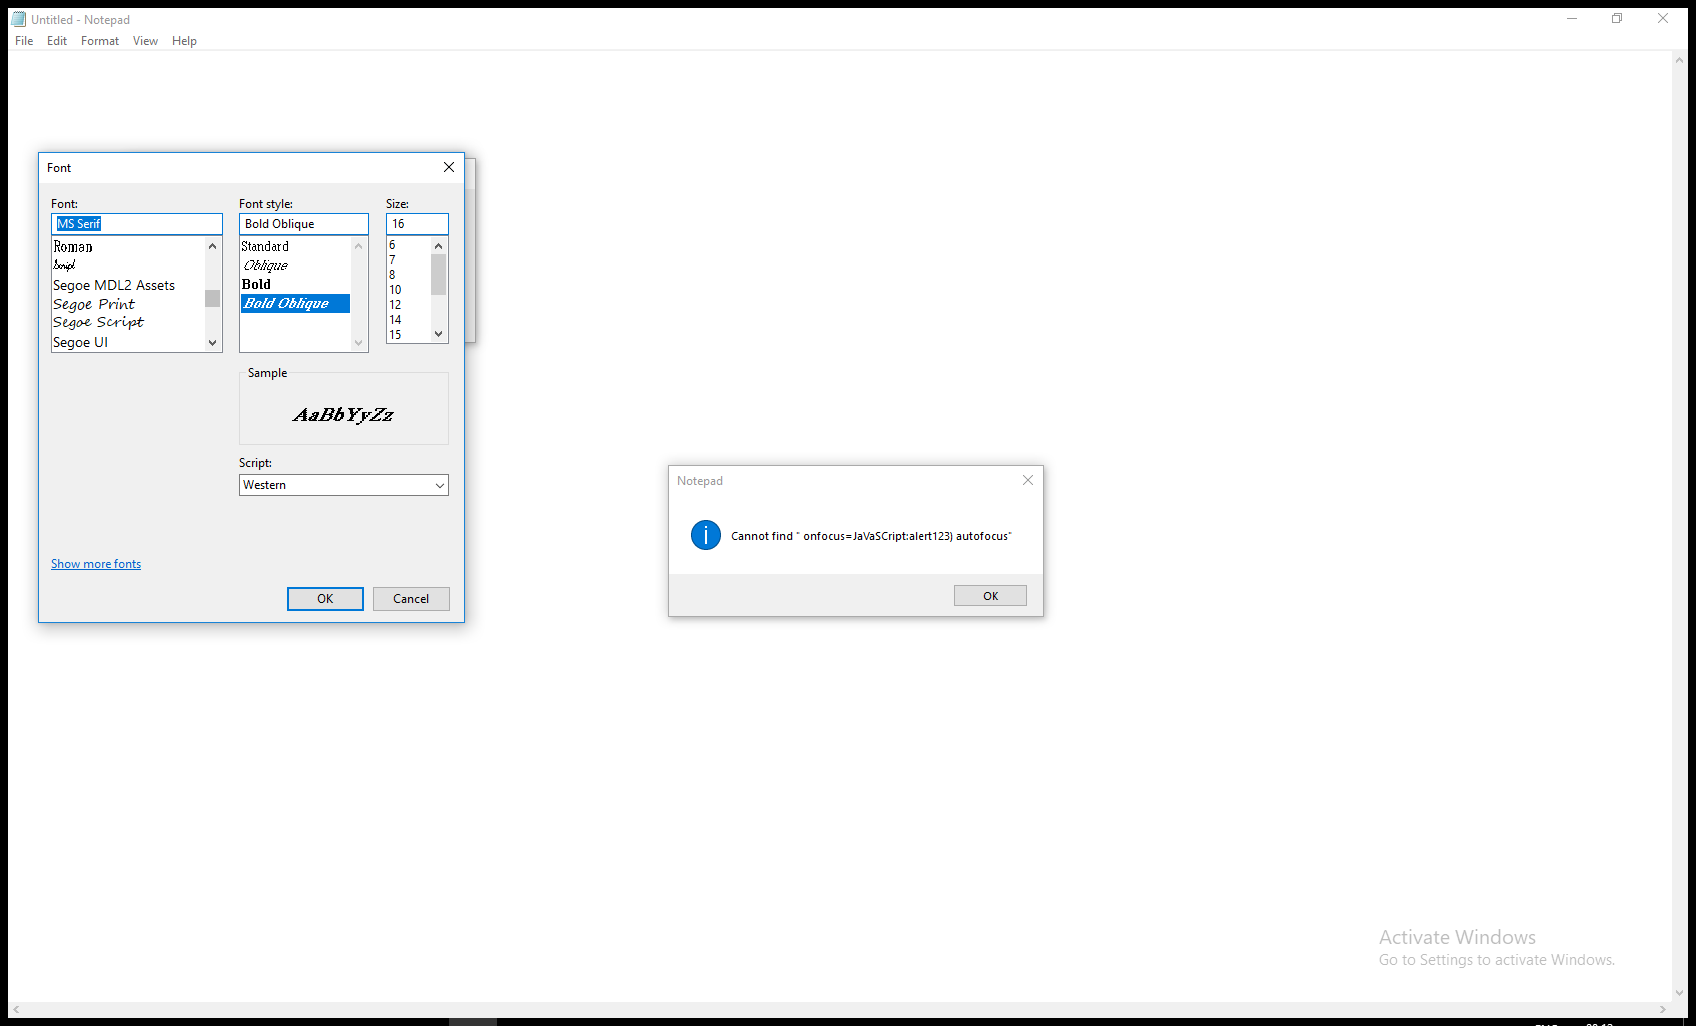 Untitled - Notepad
File Edit Format View Help
Font
Font:
MS Serif
Roman
Script
Segoe MDL2 Assets
Segoe Print
Segoe Script
Segoe UI
Font style:
Bold Oblique
Standard
Oblique
Bold
Bold Oblique
Size:
16
6
7
8
10
12
14
15
Sample
AaBbYyZz
Script:
Western
Show more fonts
OK Cancel
Notepad
Cannot find " onfocus=JaVaSCript:alert123) autofocus"
OK
Activate Windows
Go to Settings to activate Windows.